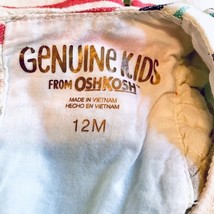 GENUINE KIDS
FROM OSHKOSH
MADE IN VIETNAM
HECHO EN VIETNAM
12M